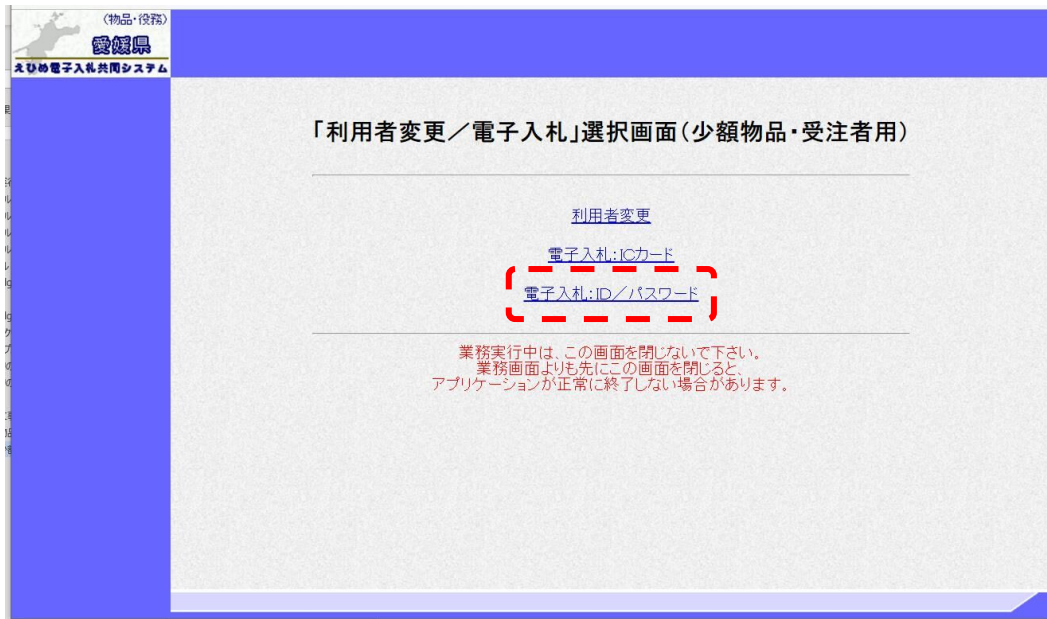 (物品・役務)
愛媛県
えひめ電子入札共同システム
「利用者変更／電子入札」選択画面(少額物品・受注者用)
利用者変更
電子入札:ICカード
電子入札:ID／パスワード
業務実行中は、この画面を閉じないで下さい。
業務画面よりも先にこの画面を閉じると、
アプリケーションが正常に終了しない場合があります。